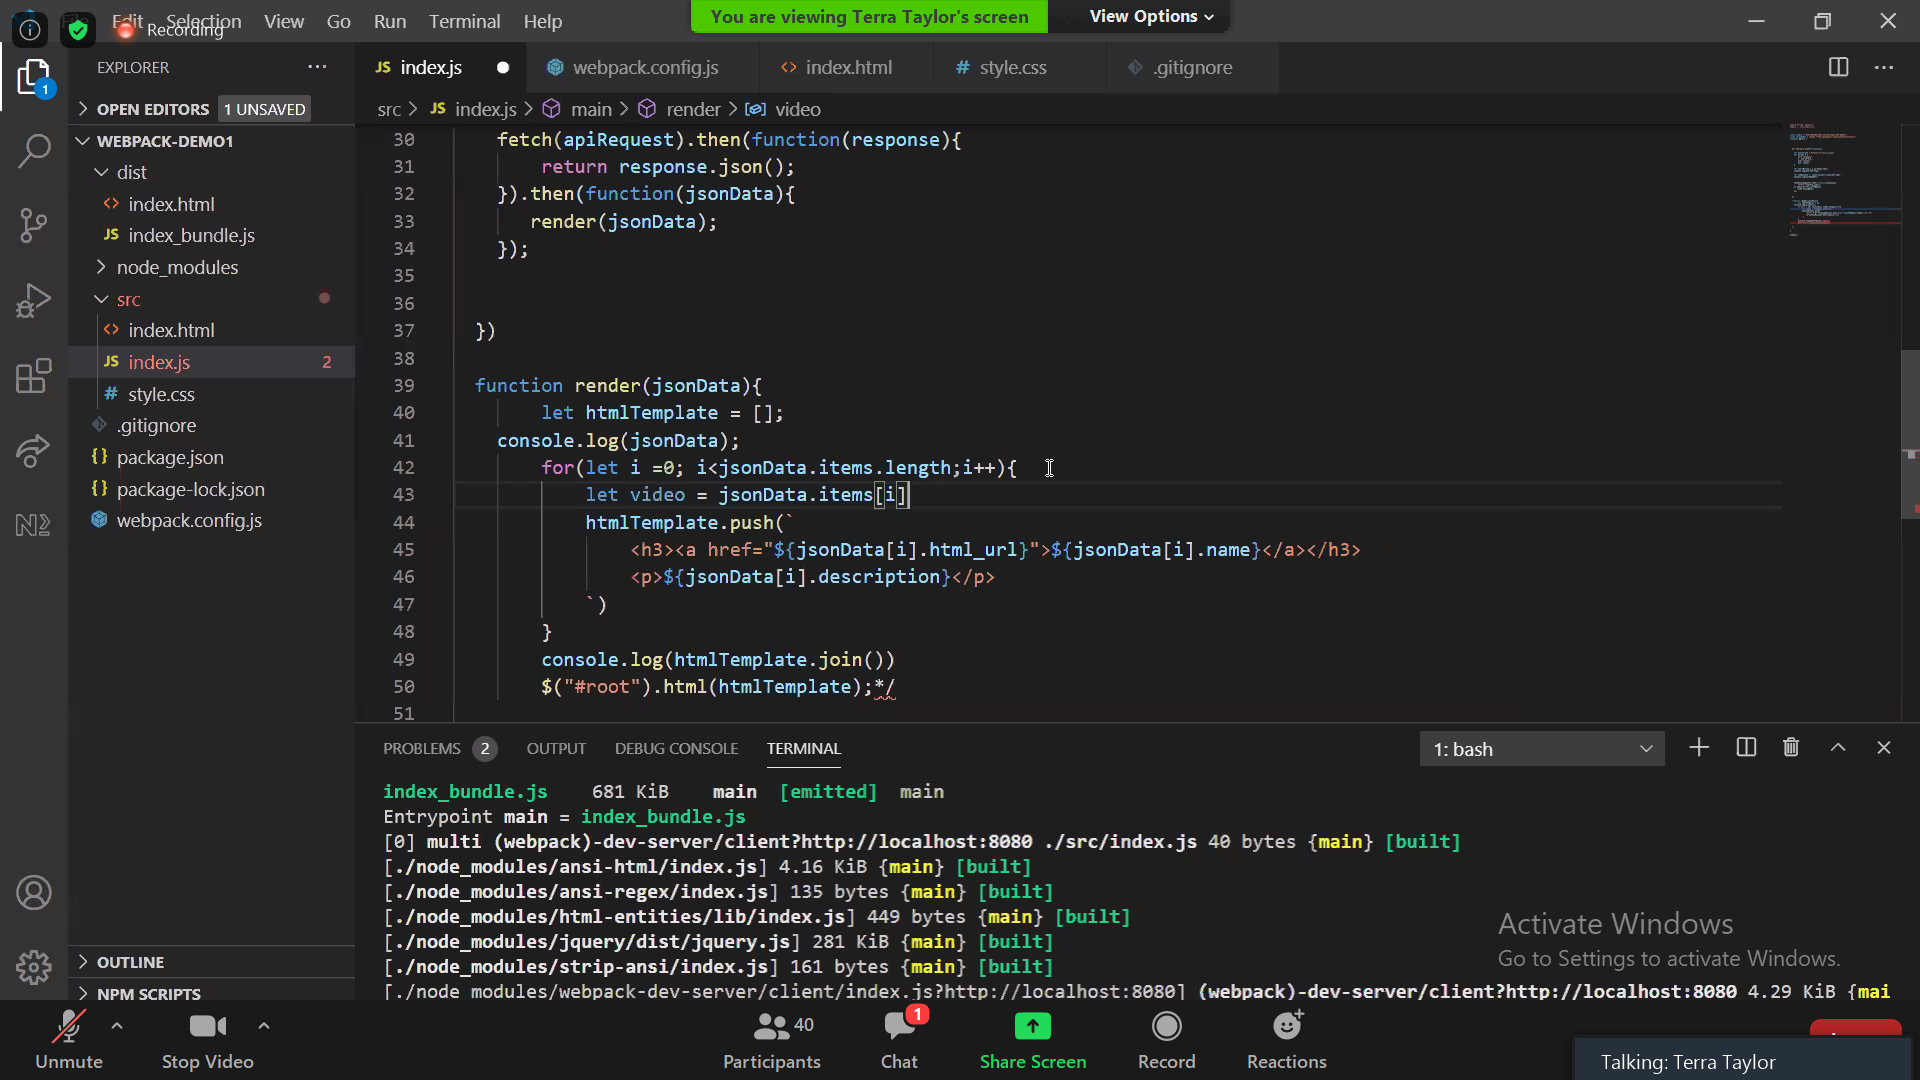 Edit Selection View Go Run Terminal Help
Recording
You are viewing Terra Taylor's screen
View Options
EXPLORER
OPEN EDITORS 1 UNSAVED
WEBPACK-DEMO1
dist
<> index.html
JS index_bundle.js
node_modules
src
<> index.html
JS index.js 2
# style.css
.gitignore
{} package.json
{} package-lock.json
webpack.config.js
OUTLINE
NPM SCRIPTS
1
JS index.js
webpack.config.js
<> index.html
# style.css
.gitignore
src > JS index.js > main > render > video
30 fetch(apiRequest).then(function(response){
31 return response.json();
32 }).then(function(jsonData){
33 render(jsonData);
34 });
35
36
37 })
38
39 function render(jsonData){
40 let htmlTemplate = [];
41 console.log(jsonData);
42 for(let i =0; i<jsonData.items.length;i++){
43 let video = jsonData.items[i]
44 htmlTemplate.push(`
45 <h3><a href="${jsonData[i].html_url}">${jsonData[i].name}</a></h3>
46 <p>${jsonData[i].description}</p>
47 `)
48 }
49 console.log(htmlTemplate.join())
50 $("#root").html(htmlTemplate);*/
51
PROBLEMS 2 OUTPUT DEBUG CONSOLE TERMINAL
1: bash
index_bundle.js 681 KiB main [emitted] main
Entrypoint main = index_bundle.js
[0] multi (webpack)-dev-server/client?http://localhost:8080 ./src/index.js 40 bytes {main} [built]
[./node_modules/ansi-html/index.js] 4.16 KiB {main} [built]
[./node_modules/ansi-regex/index.js] 135 bytes {main} [built]
[./node_modules/html-entities/lib/index.js] 449 bytes {main} [built]
[./node_modules/jquery/dist/jquery.js] 281 KiB {main} [built]
[./node_modules/strip-ansi/index.js] 161 bytes {main} [built]
[./node_modules/webpack-dev-server/client/index.js?http://localhost:8080] (webpack)-dev-server/client?http://localhost:8080 4.29 KiB {mai
Activate Windows
Go to Settings to activate Windows.
Unmute
Stop Video
Participants 40
Chat 1
Share Screen
Record
Reactions
Talking: Terra Taylor